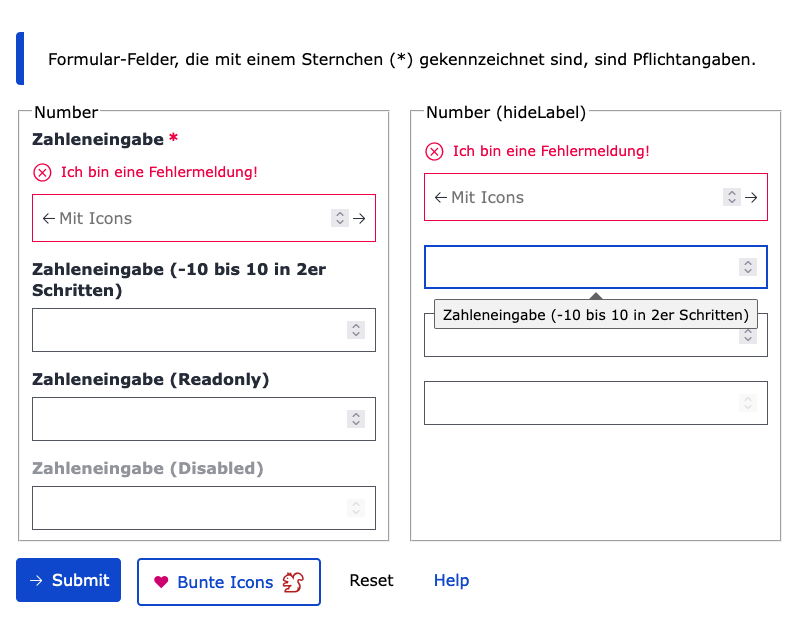 Formular-Felder, die mit einem Sternchen (*) gekennzeichnet sind, sind Pflichtangaben.
Number
Zahleneingabe *
Ich bin eine Fehlermeldung!
Mit Icons
Zahleneingabe (-10 bis 10 in 2er
Schritten)
Zahleneingabe (Readonly)
Zahleneingabe (Disabled)
Number (hideLabel)
Ich bin eine Fehlermeldung!
Mit Icons
Zahleneingabe (-10 bis 10 in 2er Schritten)
Submit
Bunte Icons
Reset
Help